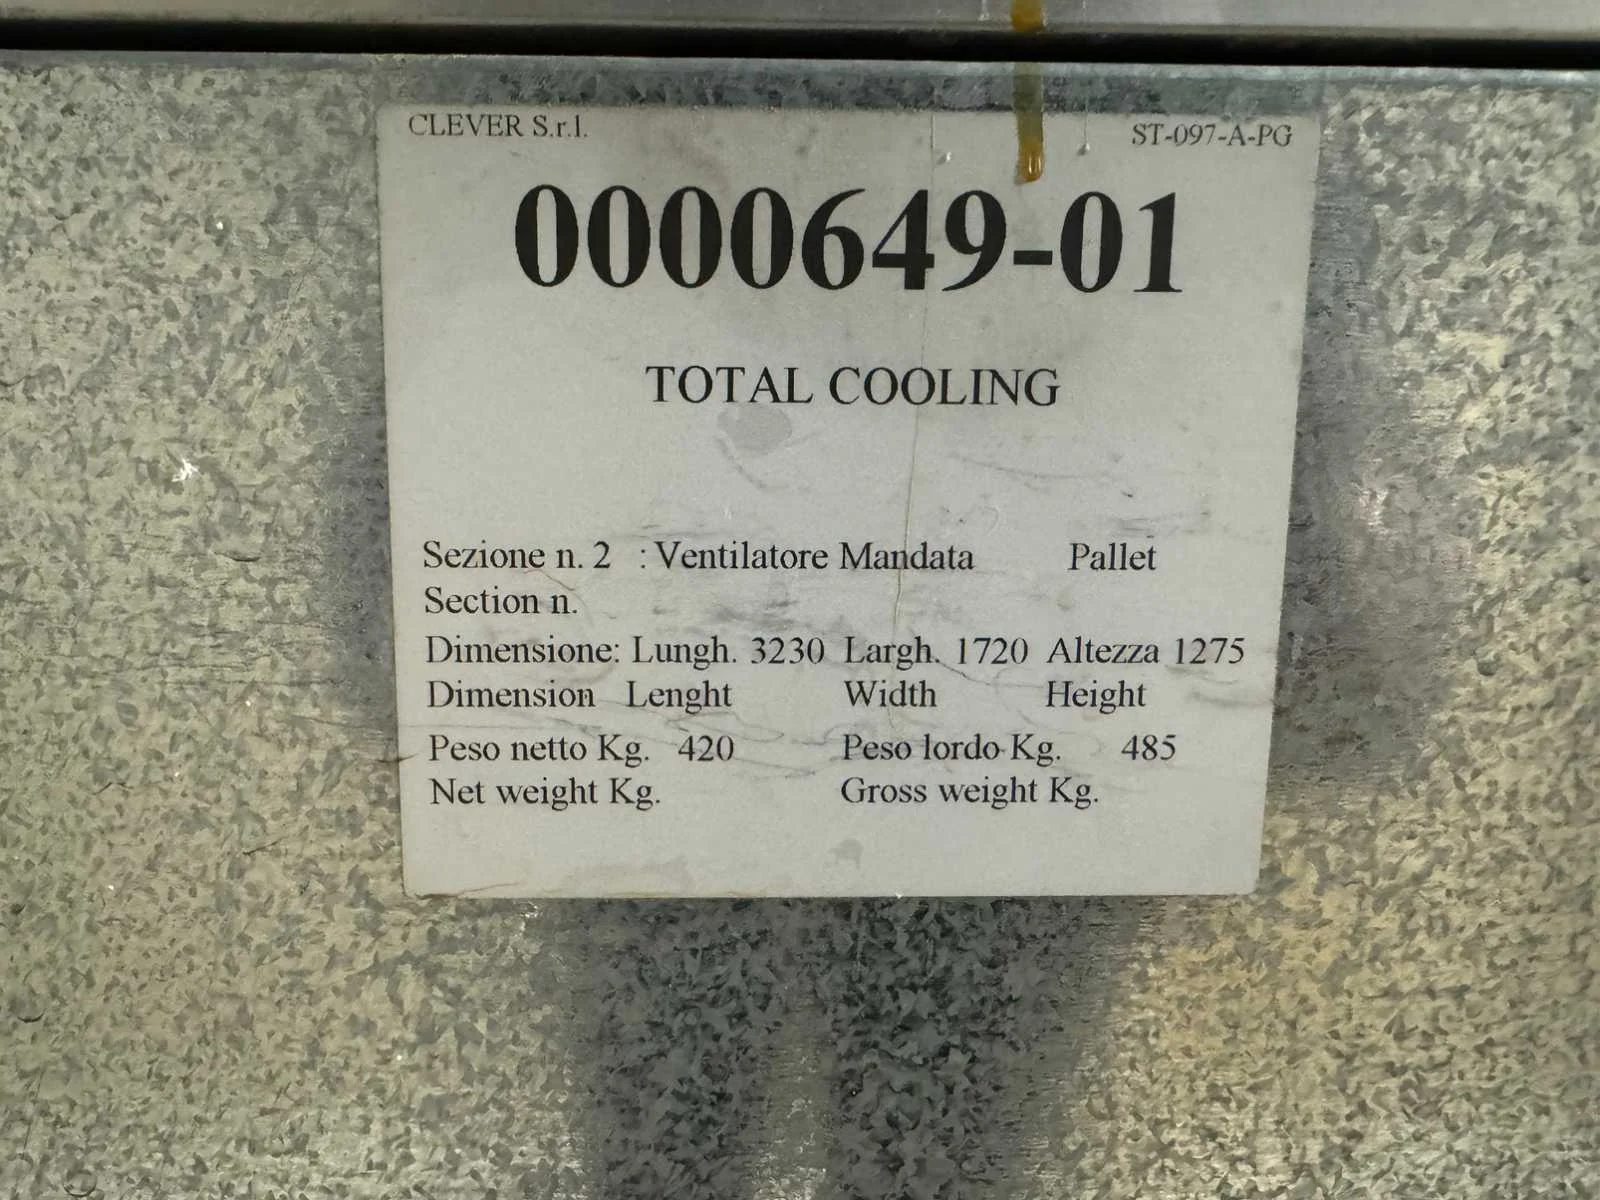 CLEVER S.r.l. ST-097-A-PG
0000649-01
TOTAL COOLING
Sezione n. 2 : Ventilatore Mandata Pallet
Section n.
Dimensione: Lungh. 3230 Largh. 1720 Altezza 1275
Dimension Lenght Width Height
Peso netto Kg. 420 Peso lordo Kg. 485
Net weight Kg. Gross weight Kg.